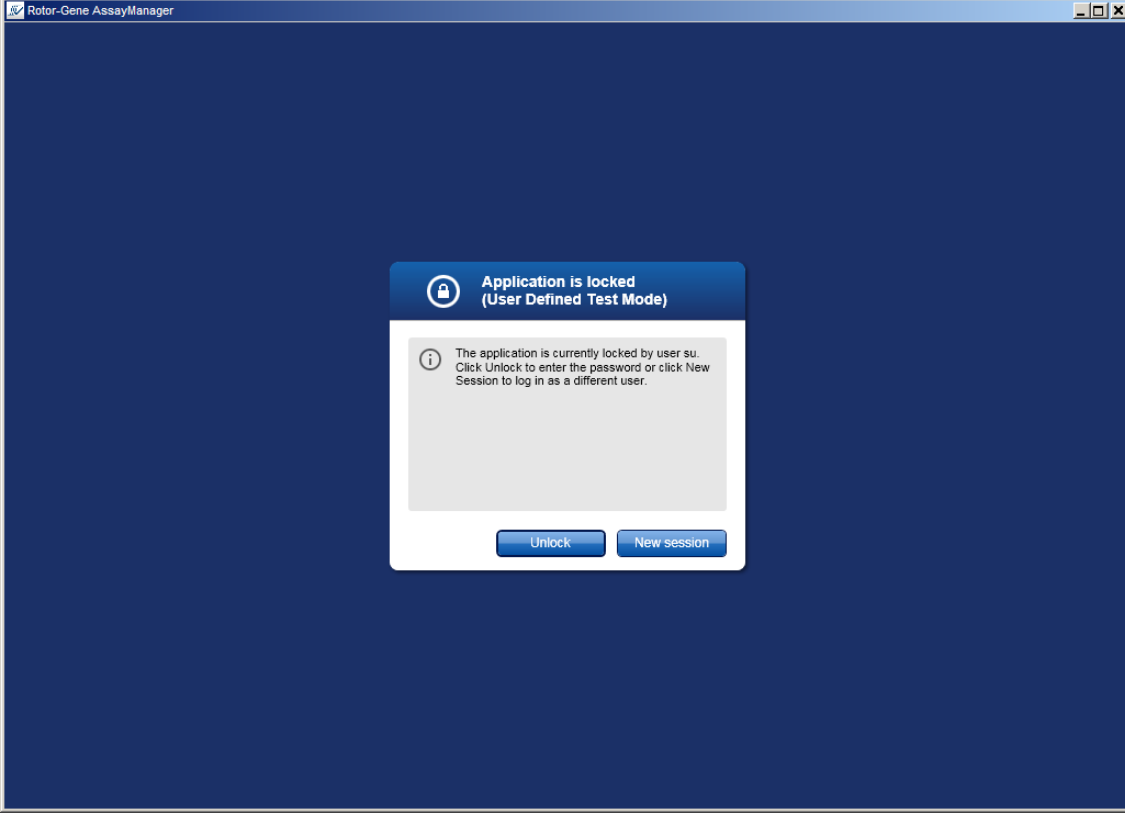 Rotor-Gene AssayManager
Application is locked
(User Defined Test Mode)
The application is currently locked by user su.
Click Unlock to enter the password or click New
Session to log in as a different user.
Unlock
New session